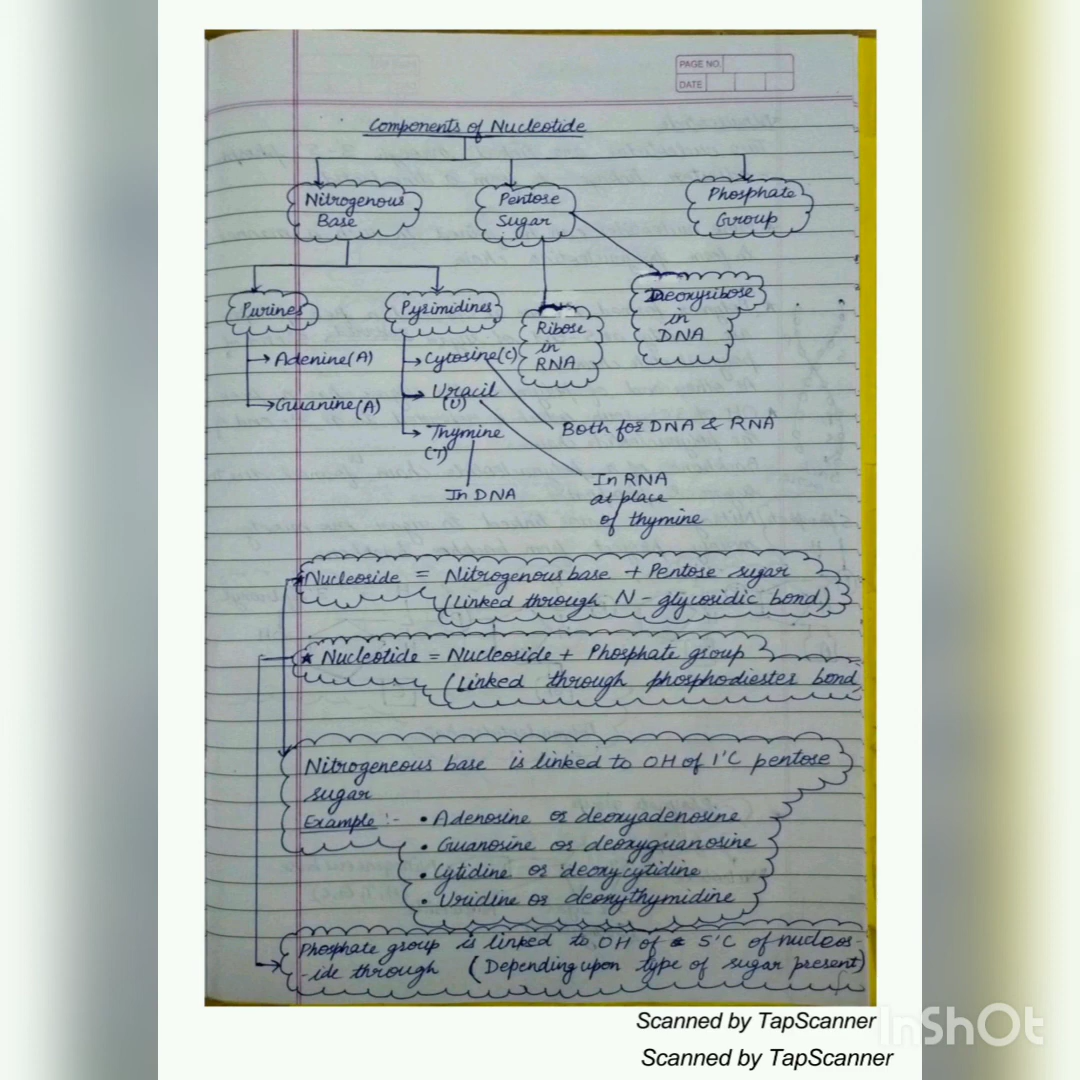 PAGE NO.
DATE
Components of Nucleotide
Nitrogenous
Base
Pentose
Sugar
Phosphate
Group
Purines
Pyrimidines
Ribose
in
RNA
Deoxyribose
in
DNA
Adenine(A)
Guanine(A)
Cytosine(C)
Uracil
(U)
Thymine
(T)
Both for DNA & RNA
In DNA
In RNA
at place
of thymine
Nucleoside = Nitrogenous base + Pentose sugar
(Linked through N-glycosidic bond)
★ Nucleotide = Nucleoside + Phosphate group
(Linked through phosphodiester bond
Nitrogeneous base is linked to OH of 1'C pentose
sugar
Example :- • Adenosine or deoxyadenosine
• Guanosine or deoxyguanosine
• Cytidine or deoxycytidine
• Uridine or deoxythymidine
Phosphate group is linked to OH of 5'C of nucleos-
-ide through (Depending upon type of sugar present)
Scanned by TapScanner
InShOt
Scanned by TapScanner